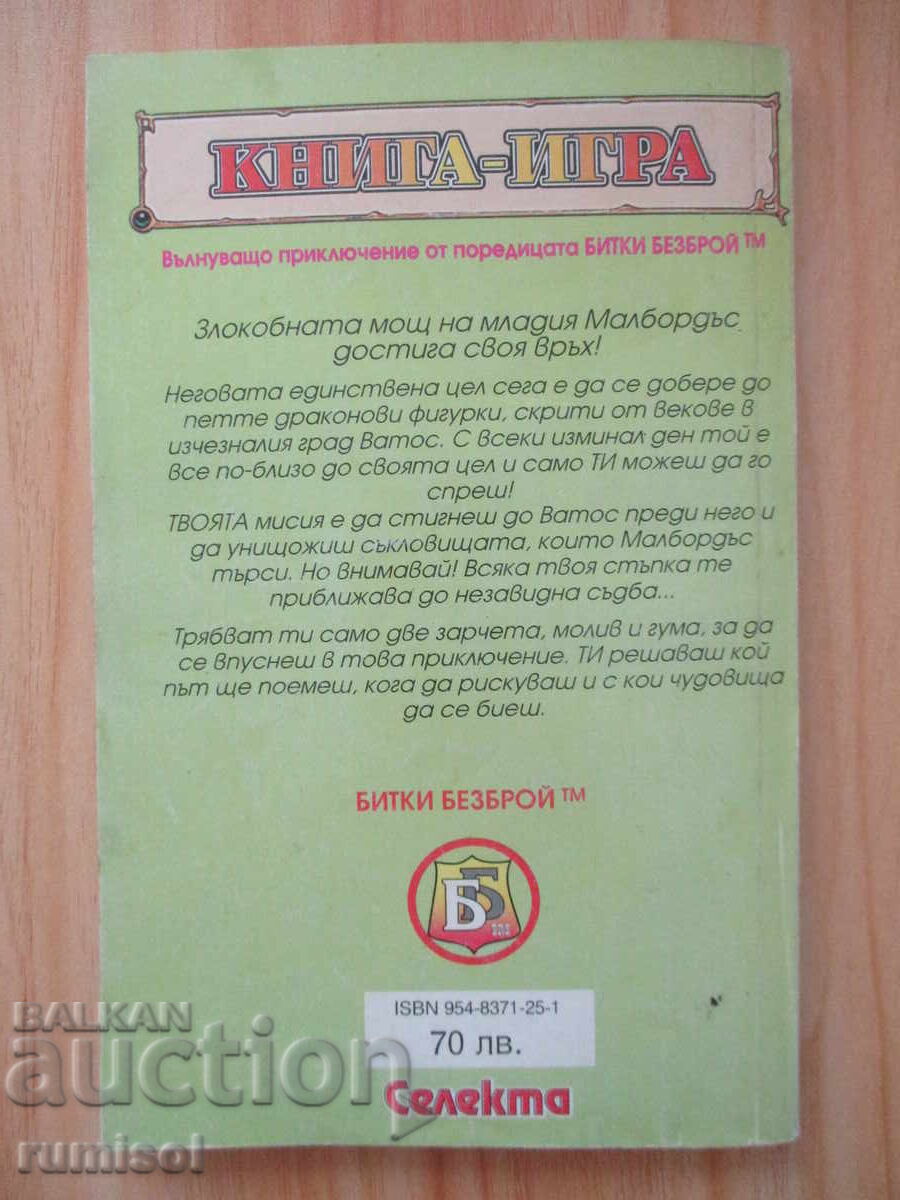 КНИГА-ИГРА
Вълнуващо приключение от поредицата БИТКИ БЕЗБРОЙ™
Злокобната мощ на младия Малбордъс
достига своя връх!
Неговата единствена цел сега е да се добере до
петте драконови фигурки, скрити от векове в
изчезналия град Ватос. С всеки изминал ден той е
все по-близо до своята цел и само ТИ можеш да го
спреш!
ТВОЯТА мисия е да стигнеш до Ватос преди него и
да унищожиш съкловищата, които Малбордъс
търси. Но внимавай! Всяка твоя стъпка те
приближава до незавидна съдба...
Трябват ти само две зарчета, молив и гума, за да
се впуснеш в това приключение. ТИ решаваш кой
път ще поемеш, кога да рискуваш и с кои чудовища
да се биеш.
БИТКИ БЕЗБРОЙ™
ББ
ISBN 954-8371-25-1
70 лв.
Селекта
BALKAN
auction
rumisol